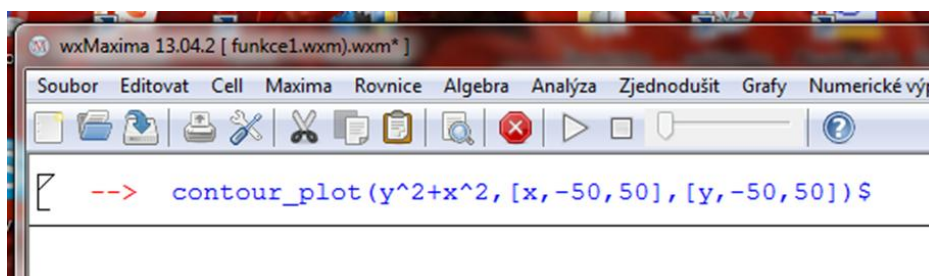 wxMaxima 13.04.2 [ funkce1.wxm).wxm* ]
Soubor Editovat Cell Maxima Rovnice Algebra Analýza Zjednodušit Grafy Numerické
--> contour_plot(y^2+x^2,[x,-50,50],[y,-50,50])$